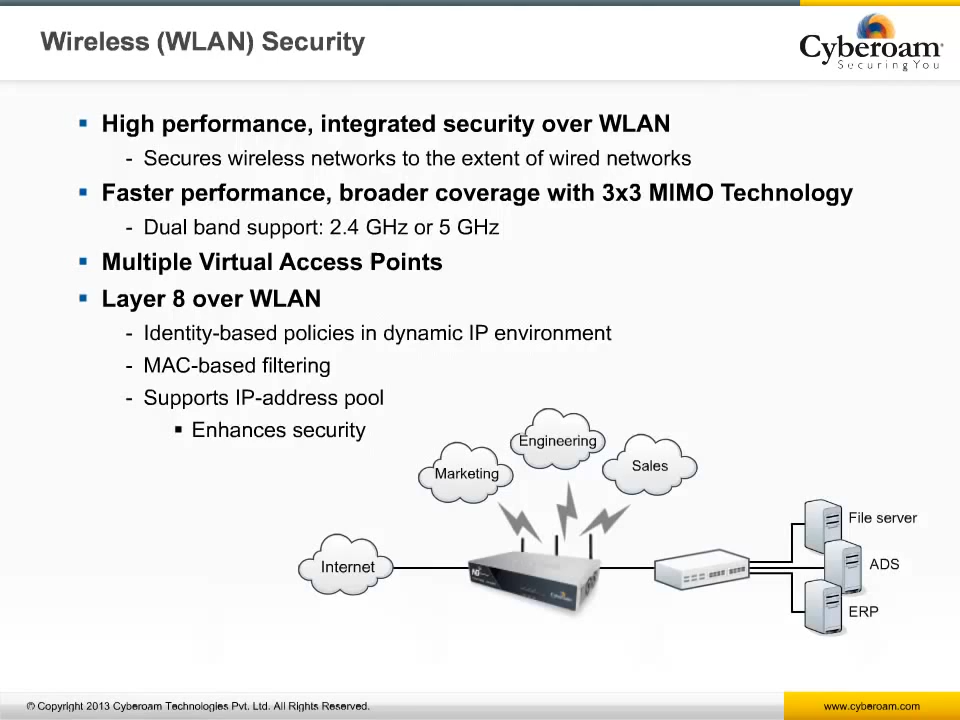 Wireless (WLAN) Security
Cyberoam
Securing You
▪ High performance, integrated security over WLAN
- Secures wireless networks to the extent of wired networks
▪ Faster performance, broader coverage with 3x3 MIMO Technology
- Dual band support: 2.4 GHz or 5 GHz
▪ Multiple Virtual Access Points
▪ Layer 8 over WLAN
- Identity-based policies in dynamic IP environment
- MAC-based filtering
- Supports IP-address pool
▪ Enhances security
Engineering
Marketing
Sales
File server
Internet
ADS
Cyberoam
ERP
© Copyright 2013 Cyberoam Technologies Pvt. Ltd. All Rights Reserved.
www.cyberoam.com